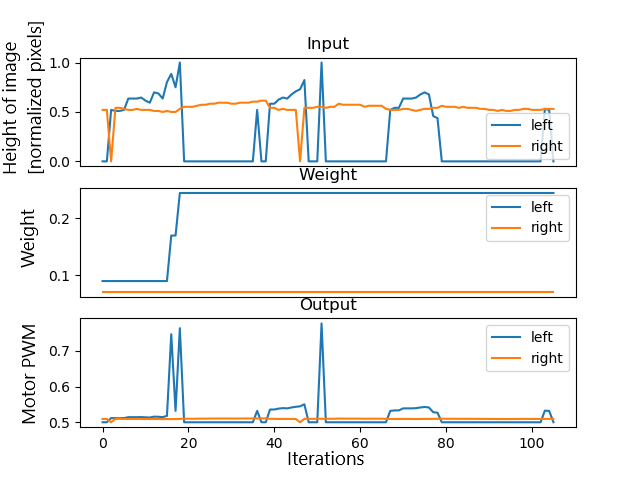 Input
Height of image
[normalized pixels]
1.0
0.5
0.0
left
right
Weight
Weight
0.2
0.1
left
right
Output
Motor PWM
0.7
0.6
0.5
left
right
0 20 40 60 80 100
Iterations